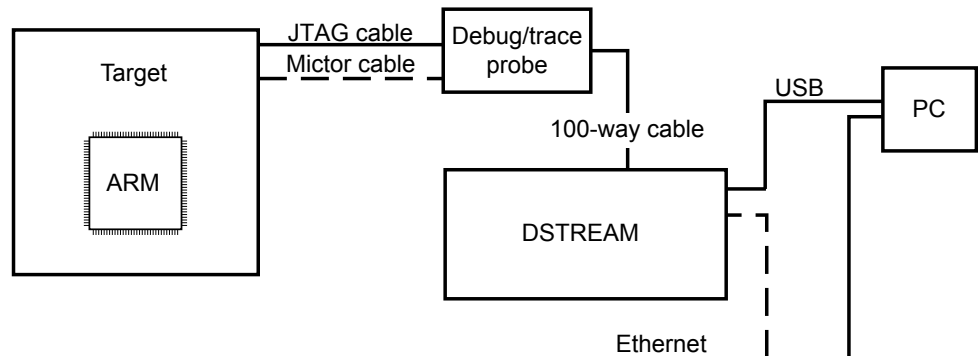 JTAG cable
Mictor cable
Target
ARM
Debug/trace
probe
100-way cable
USB
PC
DSTREAM
Ethernet